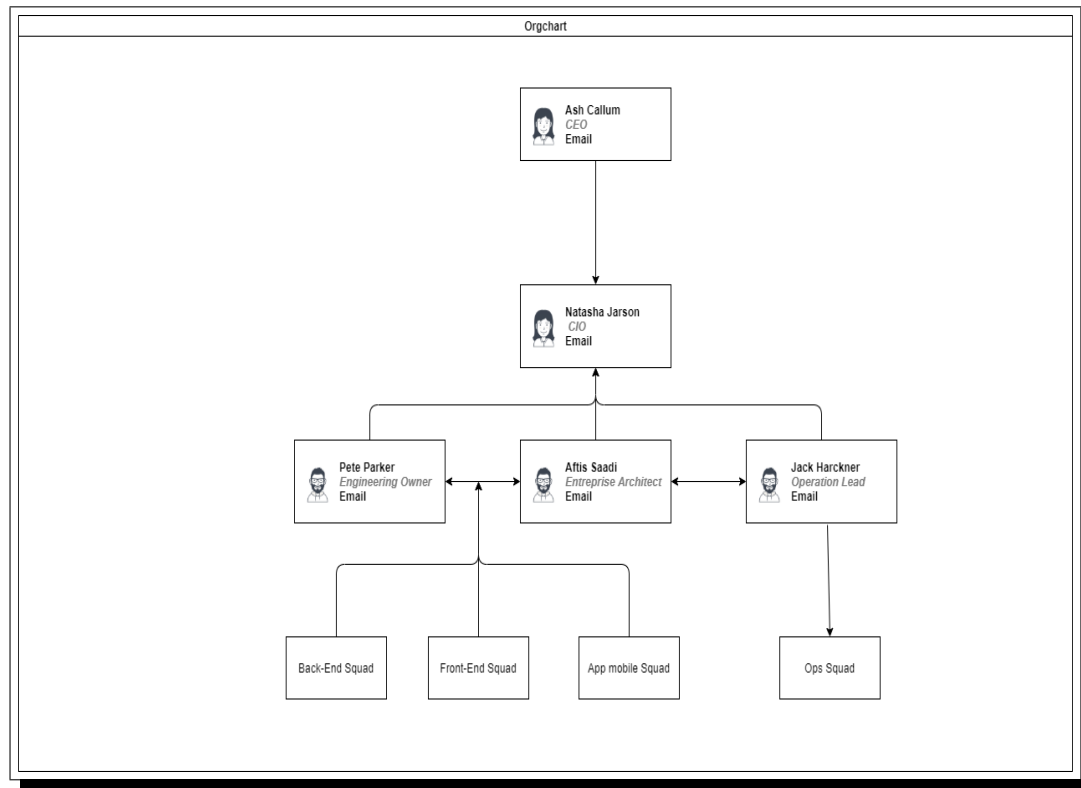 Orgchart
Ash Callum
CEO
Email
Natasha Jarson
CIO
Email
Pete Parker
Engineering Owner
Email
Aftis Saadi
Entreprise Architect
Email
Jack Harckner
Operation Lead
Email
Back-End Squad
Front-End Squad
App mobile Squad
Ops Squad